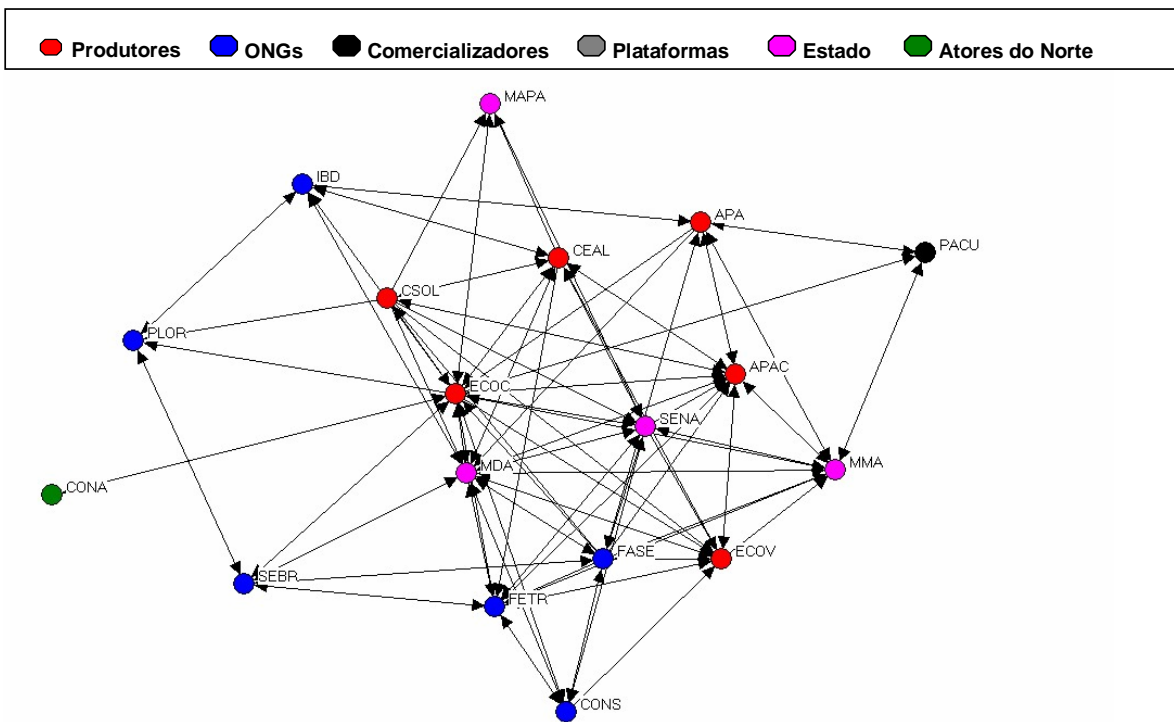 Produtores ONGs Comercializadores Plataformas Estado Atores do Norte
MAPA
IBD
APA
PACU
CEAL
CSOL
PLOR
APAC
ECOC
SENA
MDA
MMA
CONA
FASE
ECOV
SEBR
FETR
CONS